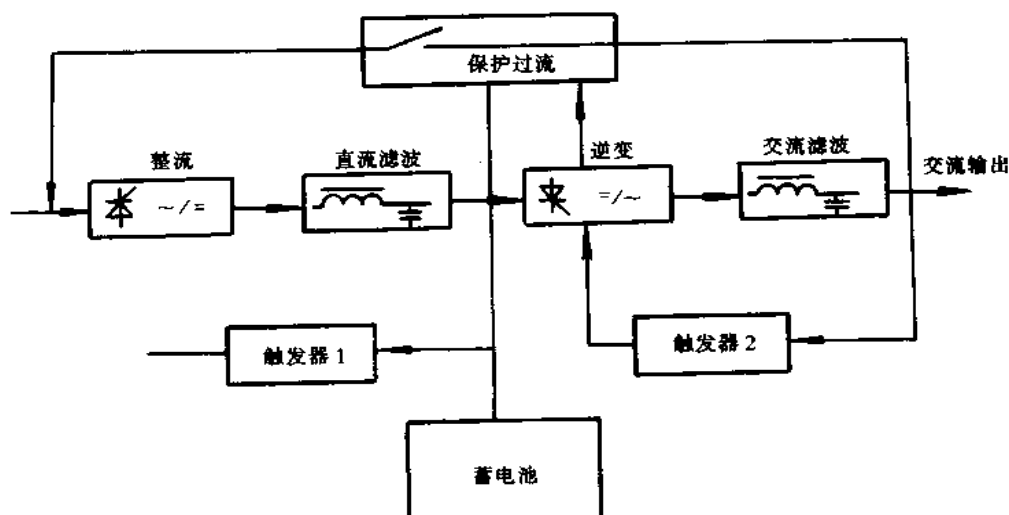 保护过流
整流
~/=
直流滤波
逆变
=/~
交流滤波
交流输出
触发器1
触发器2
蓄电池